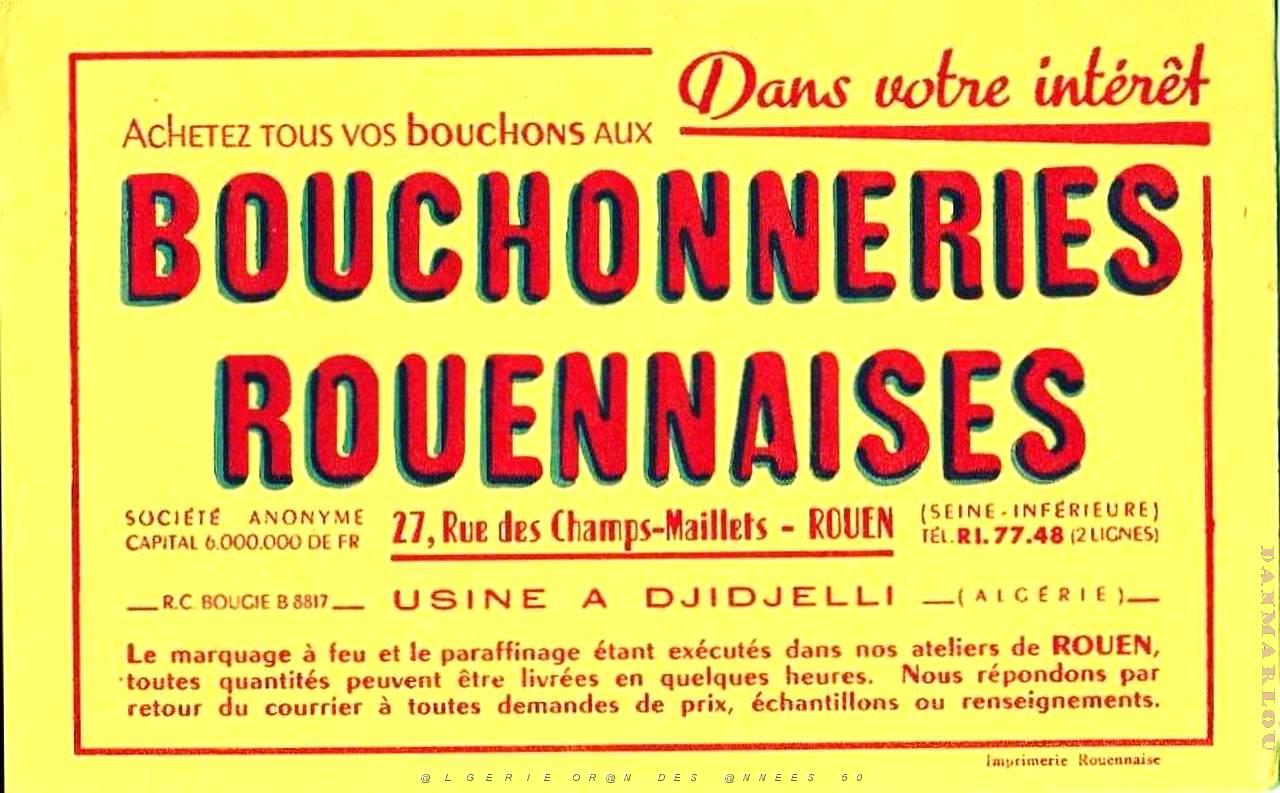 Dans votre intérêt
Achetez tous vos bouchons aux
BOUCHONNERIES
ROUENNAISES
SOCIÉTÉ ANONYME
CAPITAL 6.000.000 DE FR
27, Rue des Champs-Maillets - ROUEN
(SEINE-INFÉRIEURE)
TÉL. RI. 77.48 (2 LIGNES)
R.C. BOUGIE B 8817
USINE A DJIDJELLI
(ALGÉRIE)
Le marquage à feu et le paraffinage étant exécutés dans nos ateliers de ROUEN,
toutes quantités peuvent être livrées en quelques heures. Nous répondons par
retour du courrier à toutes demandes de prix, échantillons ou renseignements.
Imprimerie Rouennaise
@LGERIE OR@N DES @NNEES 50
DANMARLOU